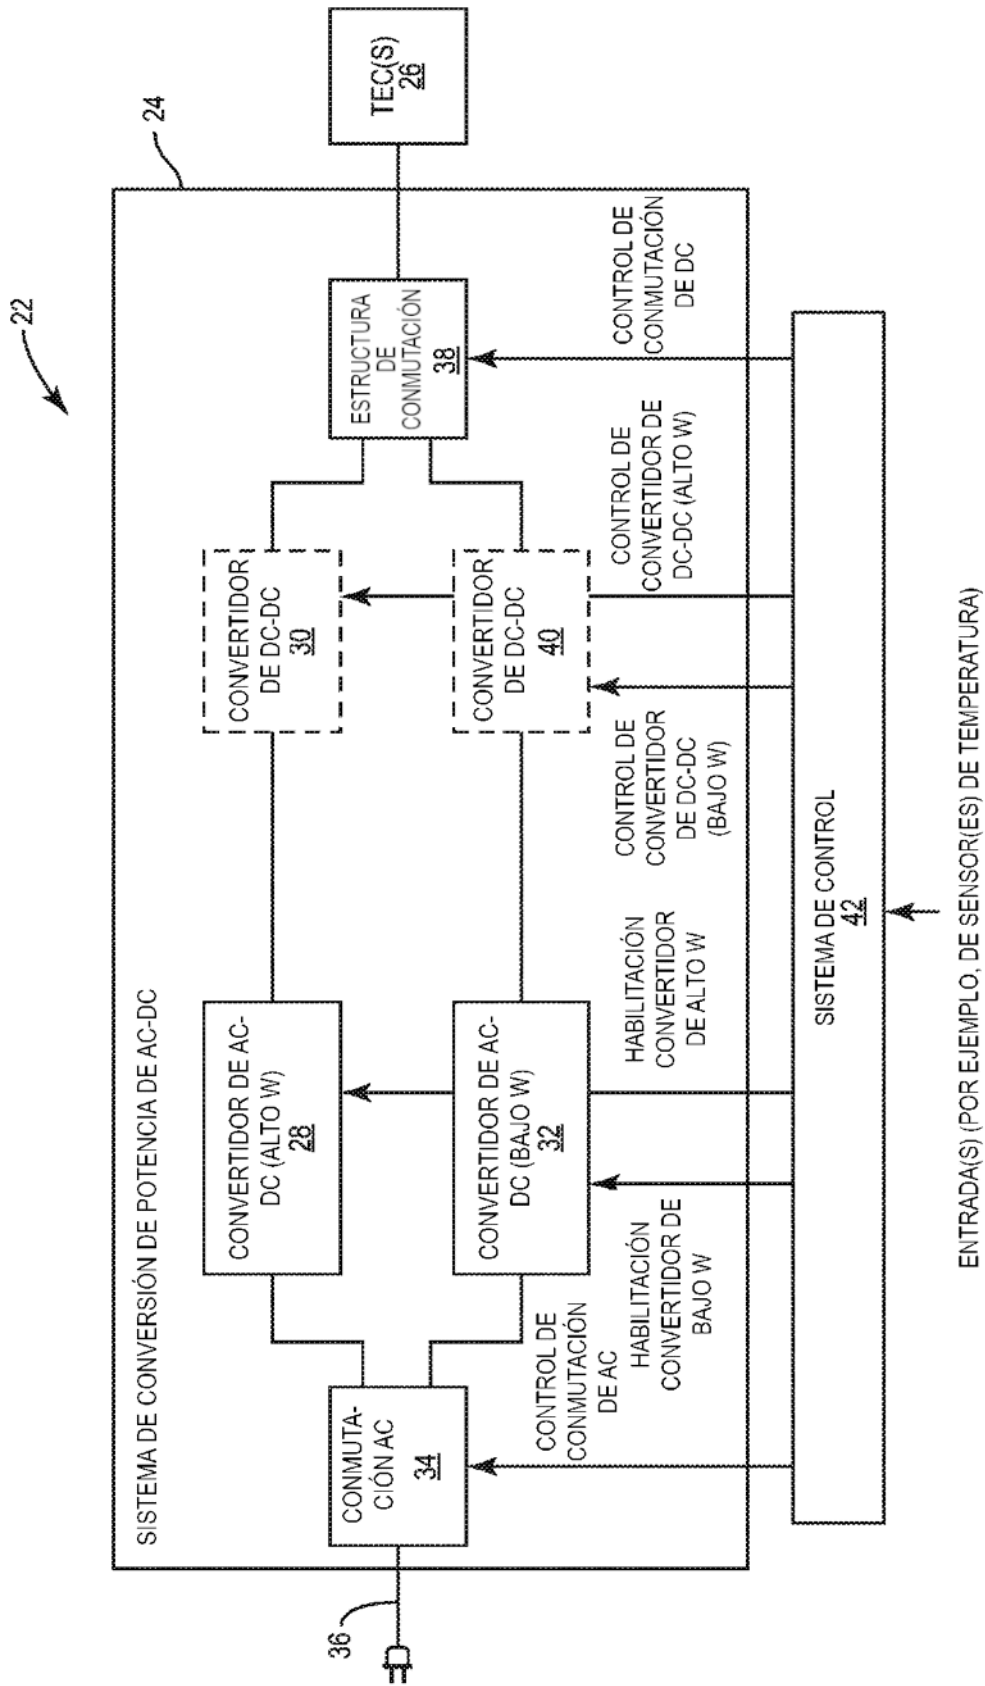 22
24
SISTEMA DE CONVERSIÓN DE POTENCIA DE AC-DC
36
CONMUTA-
CIÓN AC
34
CONVERTIDOR DE AC-
DC (ALTO W)
28
CONVERTIDOR DE AC-
DC (BAJO W)
32
CONVERTIDOR
DE DC-DC
30
CONVERTIDOR
DE DC-DC
40
ESTRUCTURA
DE
CONMUTACIÓN
38
TEC(S)
26
CONTROL DE
CONMUTACIÓN
DE AC
HABILITACIÓN
CONVERTIDOR DE
BAJO W
HABILITACIÓN
CONVERTIDOR
DE ALTO W
CONTROL DE
CONVERTIDOR
DE DC-DC
(BAJO W)
CONTROL DE
CONVERTIDOR DE
DC-DC (ALTO W)
CONTROL DE
CONMUTACIÓN
DE DC
SISTEMA DE CONTROL
42
ENTRADA(S) (POR EJEMPLO, DE SENSOR(ES) DE TEMPERATURA)